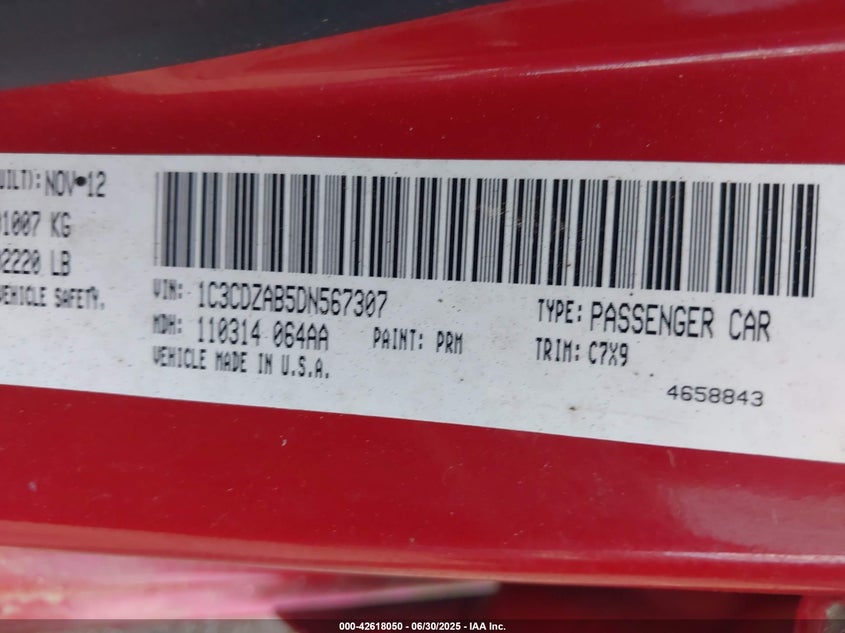 UILT): NOV•12
1007 KG
2220 LB
VEHICLE SAFETY.
VIN: 1C3CDZAB5DN567307
TYPE: PASSENGER CAR
MDH: 110314 064AA
PAINT: PRM
TRIM: C7X9
VEHICLE MADE IN U.S.A.
4658843
000-42618050 — 06/30/2025 - IAA Inc.